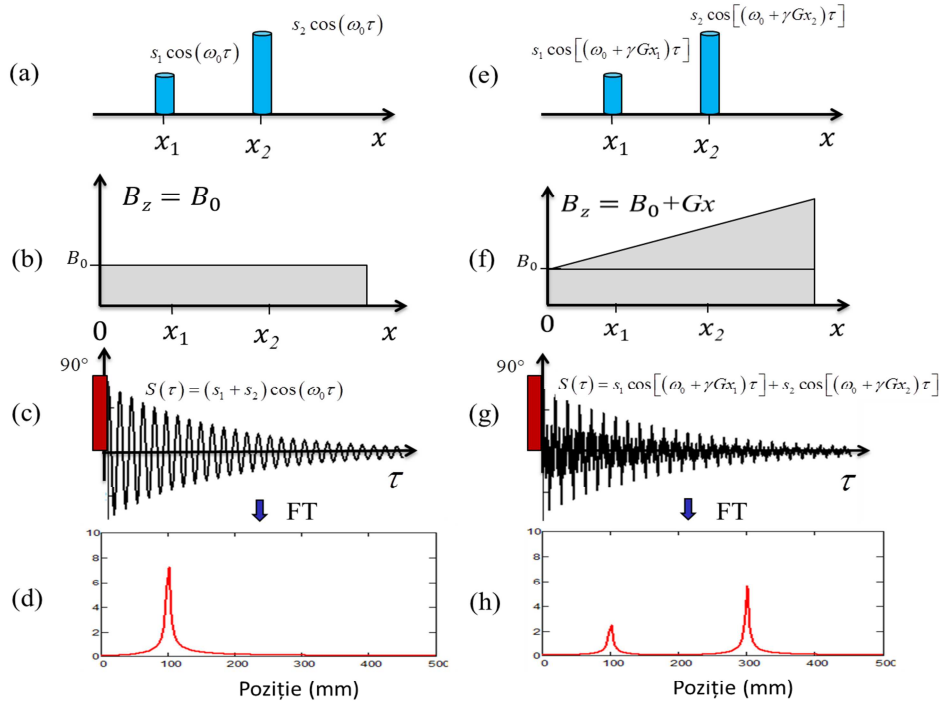 (a)
s₁ cos(ω₀τ)
s₂ cos(ω₀τ)
x₁
x₂
x
(b)
B_z = B₀
B₀
0
x₁
x₂
x
(c)
90°
S(τ) = (s₁ + s₂) cos(ω₀τ)
τ
FT
(d)
10
8
6
4
2
0
0
100
200
300
400
500
Poziție (mm)
(e)
s₁ cos[(ω₀ + γGx₁)τ]
s₂ cos[(ω₀ + γGx₂)τ]
x₁
x₂
x
(f)
B_z = B₀+Gx
B₀
0
x₁
x₂
x
(g)
90°
S(τ) = s₁ cos[(ω₀ + γGx₁)τ] + s₂ cos[(ω₀ + γGx₂)τ]
τ
FT
(h)
10
8
6
4
2
0
0
100
200
300
400
500
Poziție (mm)